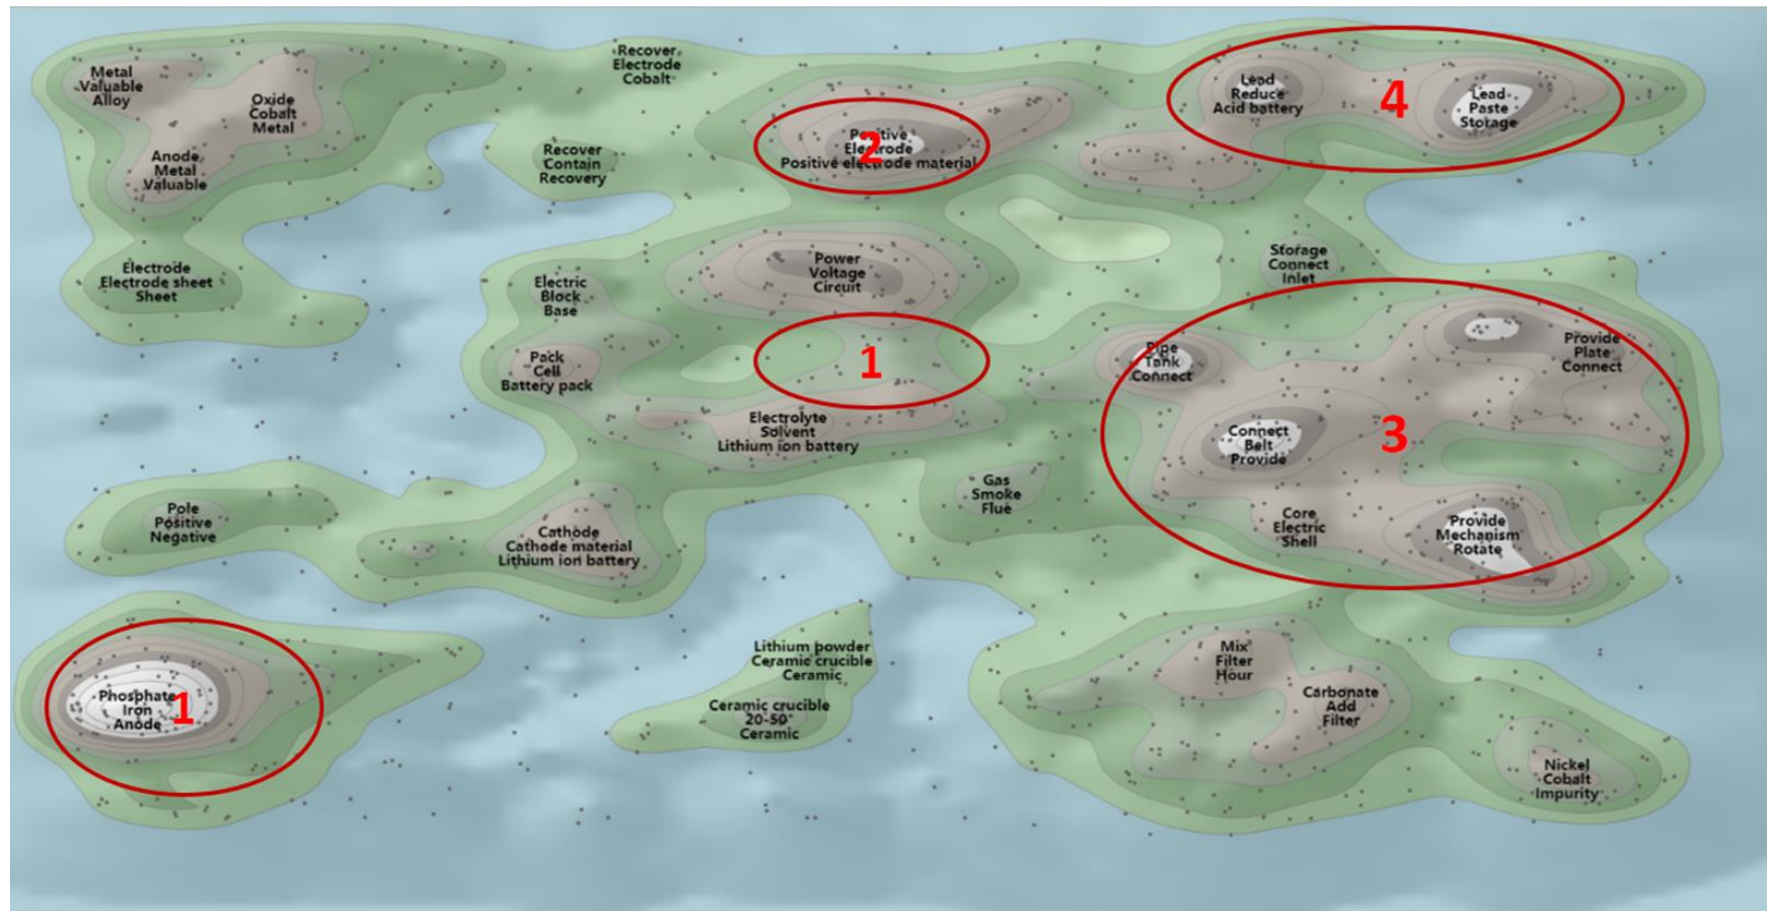 Recover
Electrode
Cobalt
Metal
Valuable
Alloy
Oxide
Cobalt
Metal
Anode
Metal
Valuable
Recover
Contain
Recovery
Positive
Electrode
Positive electrode material
2
Lead
Reduce
Acid battery
4
Lead
Paste
Storage
Electrode
Electrode sheet
Sheet
Electric
Block
Base
Power
Voltage
Circuit
Storage
Connect
Inlet
Pack
Cell
Battery pack
1
Pipe
Tank
Connect
Provide
Plate
Connect
Electrolyte
Solvent
Lithium ion battery
Connect
Belt
Provide
3
Pole
Positive
Negative
Cathode
Cathode material
Lithium ion battery
Gas
Smoke
Flue
Core
Electric
Shell
Provide
Mechanism
Rotate
Phosphate
Iron
Anode
1
Lithium powder
Ceramic crucible
Ceramic
Ceramic crucible
20-50°
Ceramic
Mix
Filter
Hour
Carbonate
Add
Filter
Nickel
Cobalt
Impurity